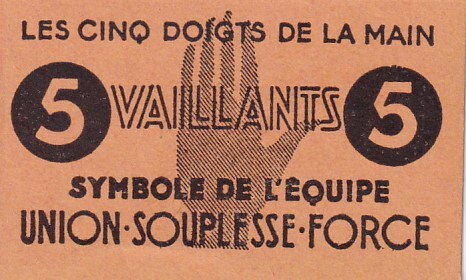 LES CINQ DOIGTS DE LA MAIN
5 VAILLANTS 5
SYMBOLE DE L'ÉQUIPE
UNION·SOUPLESSE·FORCE